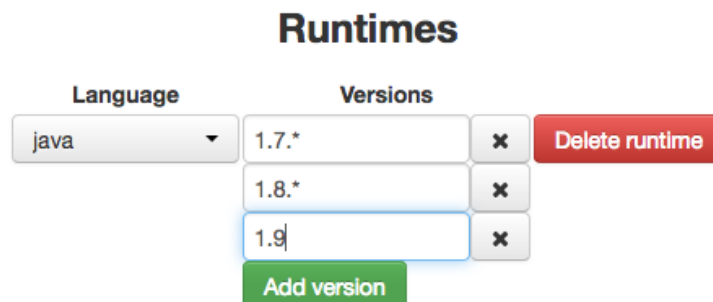 Runtimes
Language Versions
java 1.7.* Delete runtime
1.8.*
1.9
Add version